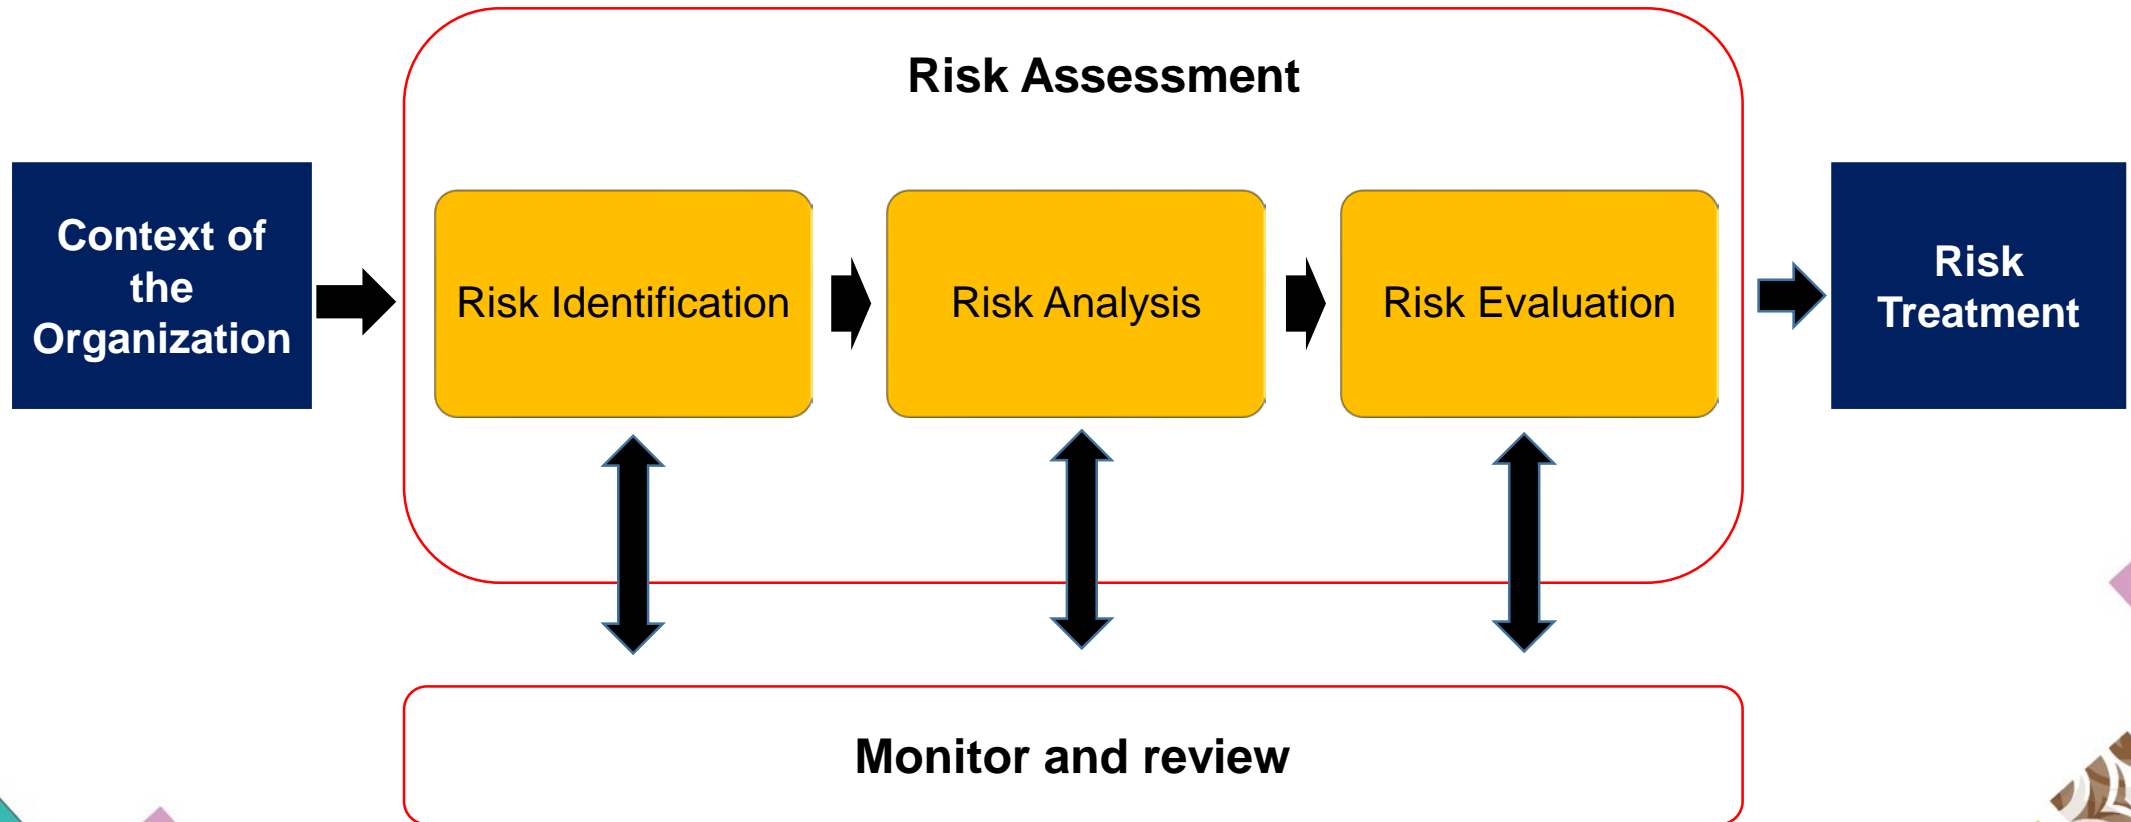 Risk Assessment
Context of
the
Organization
Risk Identification
Risk Analysis
Risk Evaluation
Risk
Treatment
Monitor and review